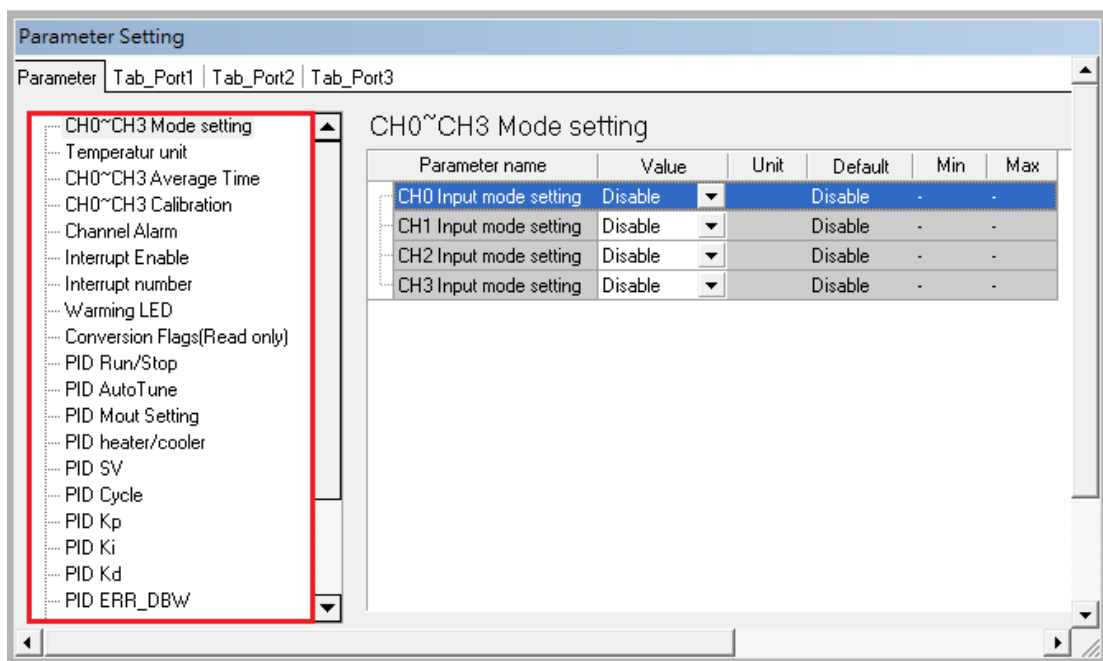 Parameter Setting
Parameter Tab_Port1 Tab_Port2 Tab_Port3
CH0~CH3 Mode setting
Temperatur unit
CH0~CH3 Average Time
CH0~CH3 Calibration
Channel Alarm
Interrupt Enable
Interrupt number
Warming LED
Conversion Flags(Read only)
PID Run/Stop
PID AutoTune
PID Mout Setting
PID heater/cooler
PID SV
PID Cycle
PID Kp
PID Ki
PID Kd
PID ERR_DBW
CH0~CH3 Mode setting
Parameter name Value Unit Default Min Max
CH0 Input mode setting Disable Disable - -
CH1 Input mode setting Disable Disable - -
CH2 Input mode setting Disable Disable - -
CH3 Input mode setting Disable Disable - -